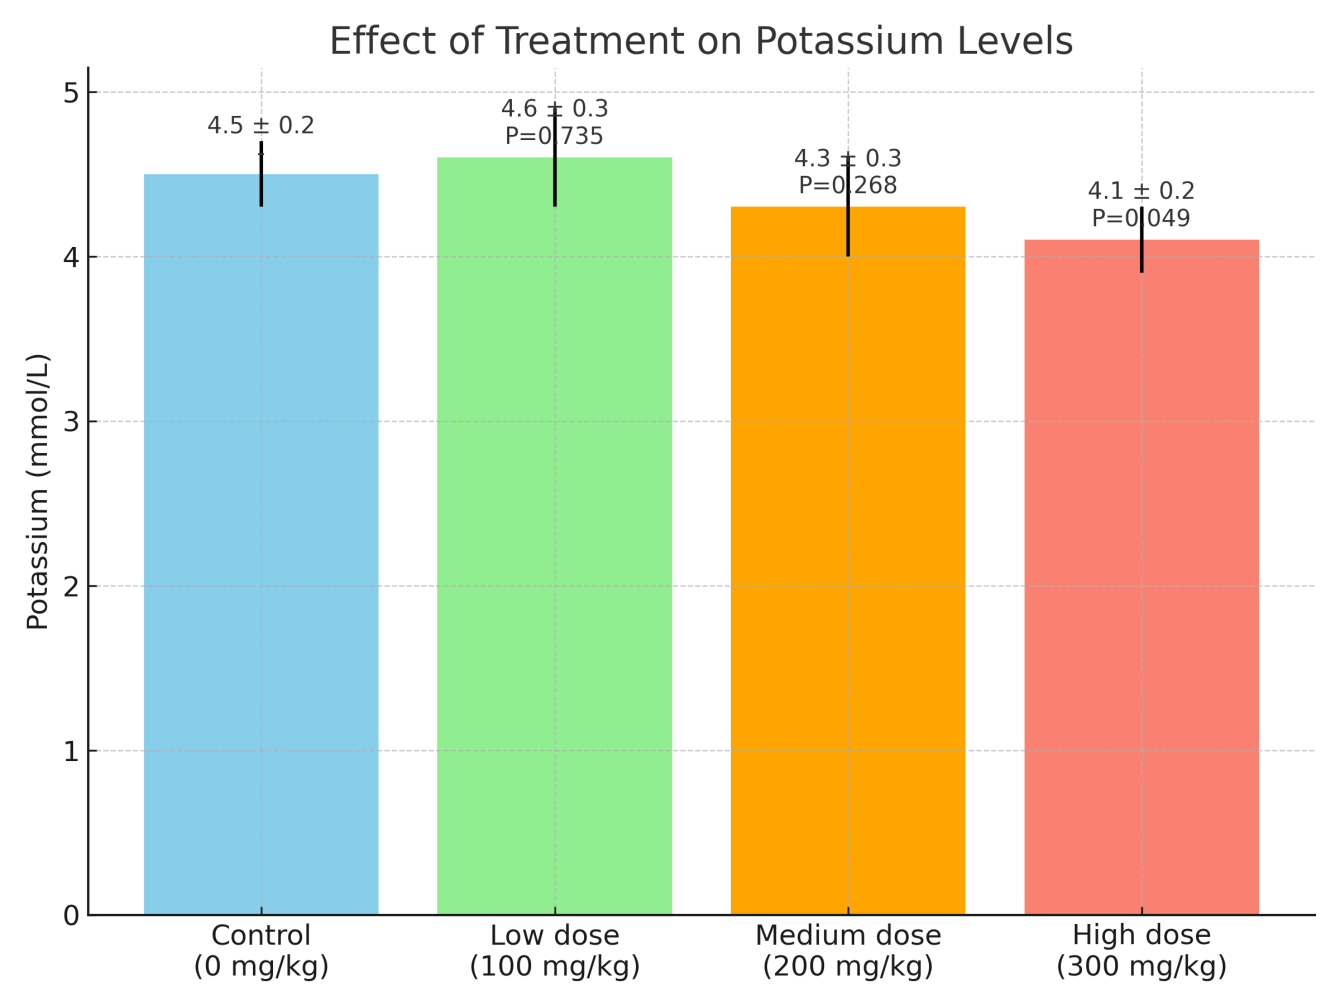 Effect of Treatment on Potassium Levels
Potassium (mmol/L)
5
4
3
2
1
0
4.5 ± 0.2
-
4.6 ± 0.3
P=0.735
4.3 ± 0.3
P=0.268
4.1 ± 0.2
P=0.049
Control
(0 mg/kg)
Low dose
(100 mg/kg)
Medium dose
(200 mg/kg)
High dose
(300 mg/kg)